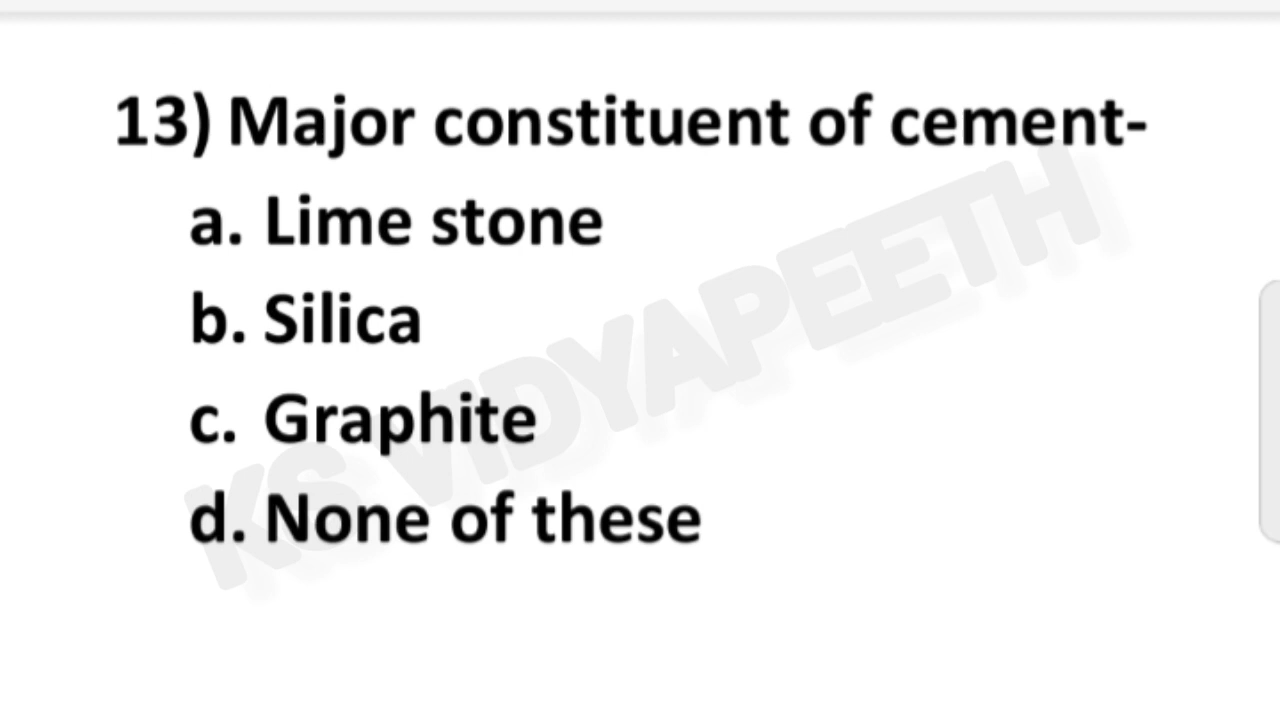 13) Major constituent of cement-
a. Lime stone
b. Silica
c. Graphite
d. None of these
KS VIDYAPEETH